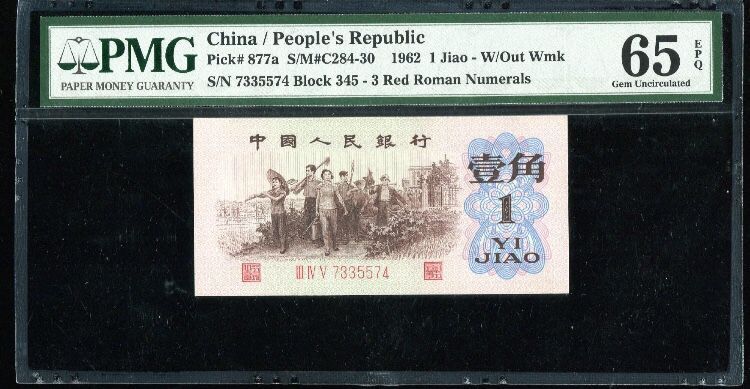 PMG
PAPER MONEY GUARANTY
China / People's Republic
Pick# 877a S/M#C284-30 1962 1 Jiao - W/Out Wmk
S/N 7335574 Block 345 - 3 Red Roman Numerals
65 EPQ
Gem Uncirculated
中國人民銀行
壹角
1
YI
JIAO
III IV V 7335574